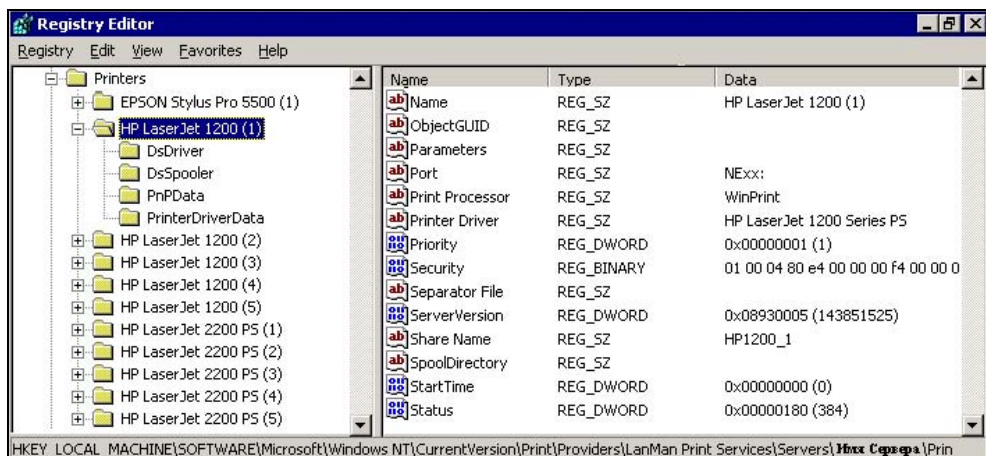 Registry Editor
Registry Edit View Favorites Help
Printers
EPSON Stylus Pro 5500 (1)
HP LaserJet 1200 (1)
DsDriver
DsSpooler
PnPData
PrinterDriverData
HP LaserJet 1200 (2)
HP LaserJet 1200 (3)
HP LaserJet 1200 (4)
HP LaserJet 1200 (5)
HP LaserJet 2200 PS (1)
HP LaserJet 2200 PS (2)
HP LaserJet 2200 PS (3)
HP LaserJet 2200 PS (4)
HP LaserJet 2200 PS (5)
Name Type Data
Name REG_SZ HP LaserJet 1200 (1)
ObjectGUID REG_SZ
Parameters REG_SZ
Port REG_SZ NExx:
Print Processor REG_SZ WinPrint
Printer Driver REG_SZ HP LaserJet 1200 Series PS
Priority REG_DWORD 0x00000001 (1)
Security REG_BINARY 01 00 04 80 e4 00 00 00 f4 00 00 0
Separator File REG_SZ
ServerVersion REG_DWORD 0x08930005 (143851525)
Share Name REG_SZ HP1200_1
SpoolDirectory REG_SZ
StartTime REG_DWORD 0x00000000 (0)
Status REG_DWORD 0x00000180 (384)
HKEY_LOCAL_MACHINE\SOFTWARE\Microsoft\Windows NT\CurrentVersion\Print\Providers\LanMan Print Services\Servers\Имя Сервера\Prin